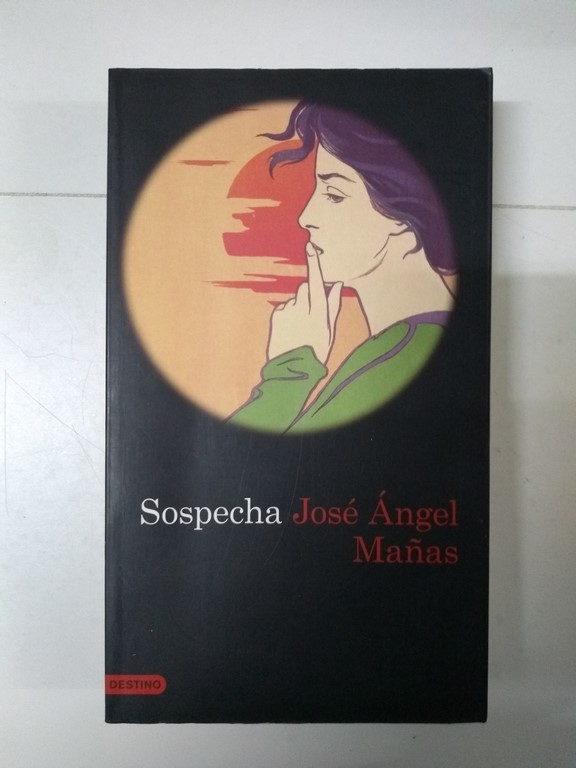 Sospecha José Ángel
Mañas
DESTINO